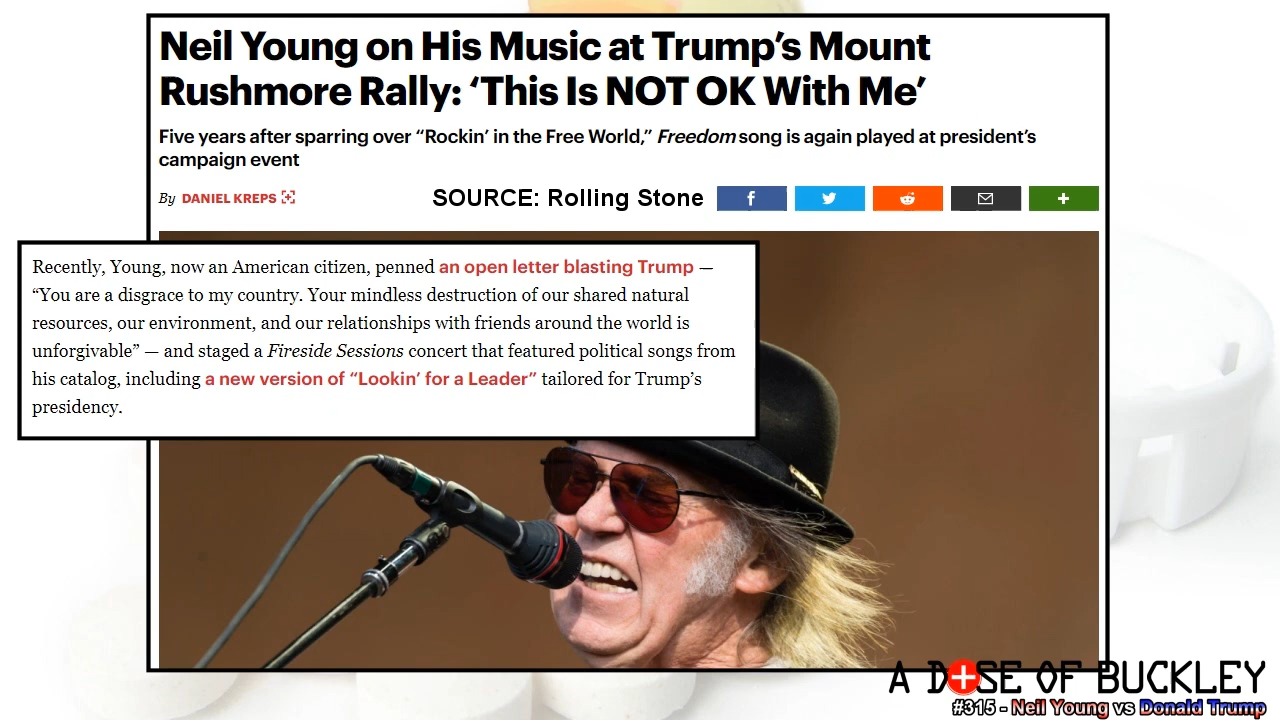 Neil Young on His Music at Trump’s Mount
Rushmore Rally: ‘This Is NOT OK With Me’
Five years after sparring over “Rockin’ in the Free World,” Freedom song is again played at president’s
campaign event
By DANIEL KREPS
SOURCE: Rolling Stone
Recently, Young, now an American citizen, penned an open letter blasting Trump —
“You are a disgrace to my country. Your mindless destruction of our shared natural
resources, our environment, and our relationships with friends around the world is
unforgivable” — and staged a Fireside Sessions concert that featured political songs from
his catalog, including a new version of “Lookin’ for a Leader” tailored for Trump’s
presidency.
A DOSE OF BUCKLEY
#315 - Neil Young vs Donald Trump